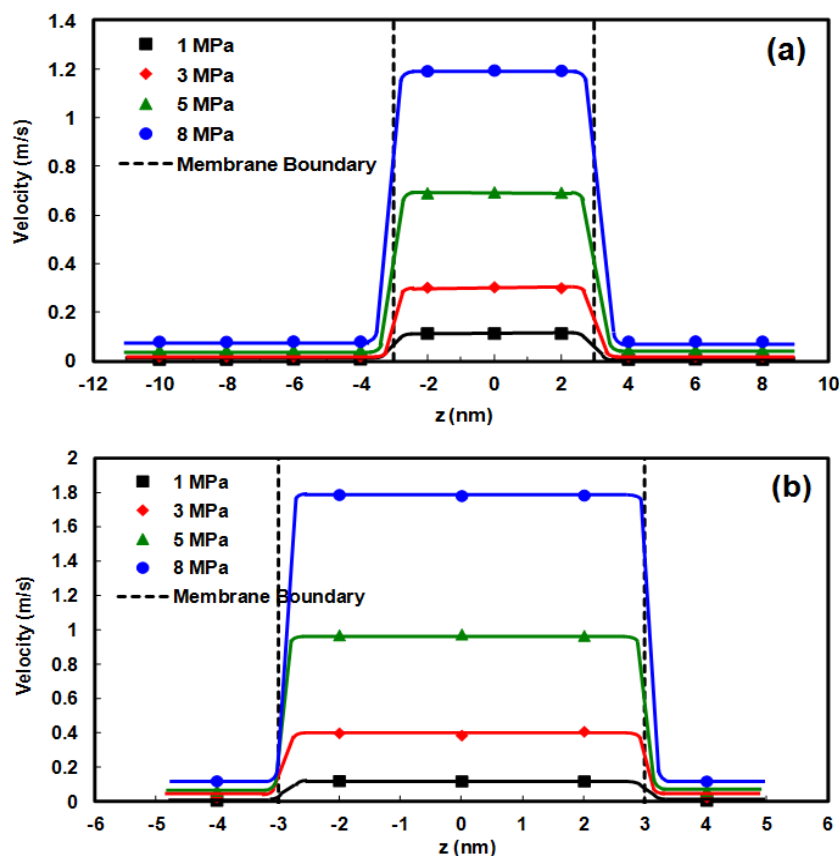 1.4
1.2
1
0.8
0.6
0.4
0.2
0
Velocity (m/s)
1 MPa
3 MPa
5 MPa
8 MPa
Membrane Boundary
(a)
-12 -10 -8 -6 -4 -2 0 2 4 6 8 10
z (nm)
2
1.8
1.6
1.4
1.2
1
0.8
0.6
0.4
0.2
0
Velocity (m/s)
1 MPa
3 MPa
5 MPa
8 MPa
Membrane Boundary
(b)
-6 -5 -4 -3 -2 -1 0 1 2 3 4 5 6
z (nm)